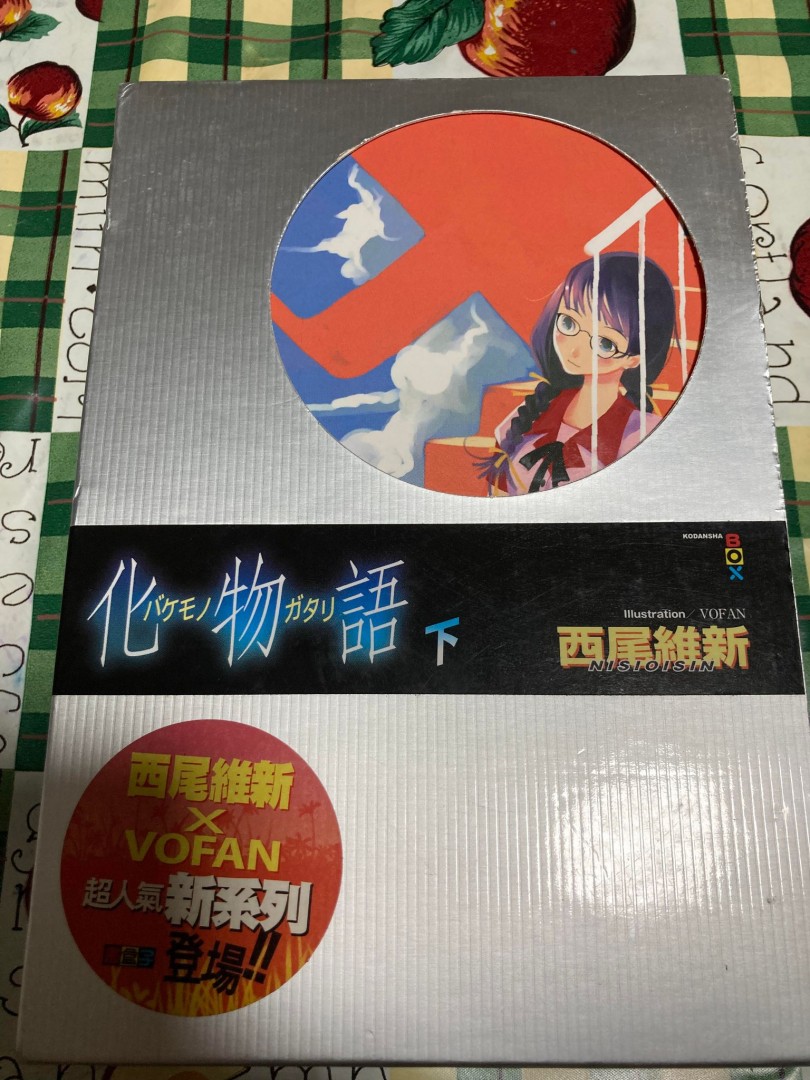 KODANSHA
BOX
化物語 下
バケモノ ガタリ
Illustration／VOFAN
西尾維新
NISIOISIN
西尾維新
×
VOFAN
超人氣新系列
登場!!